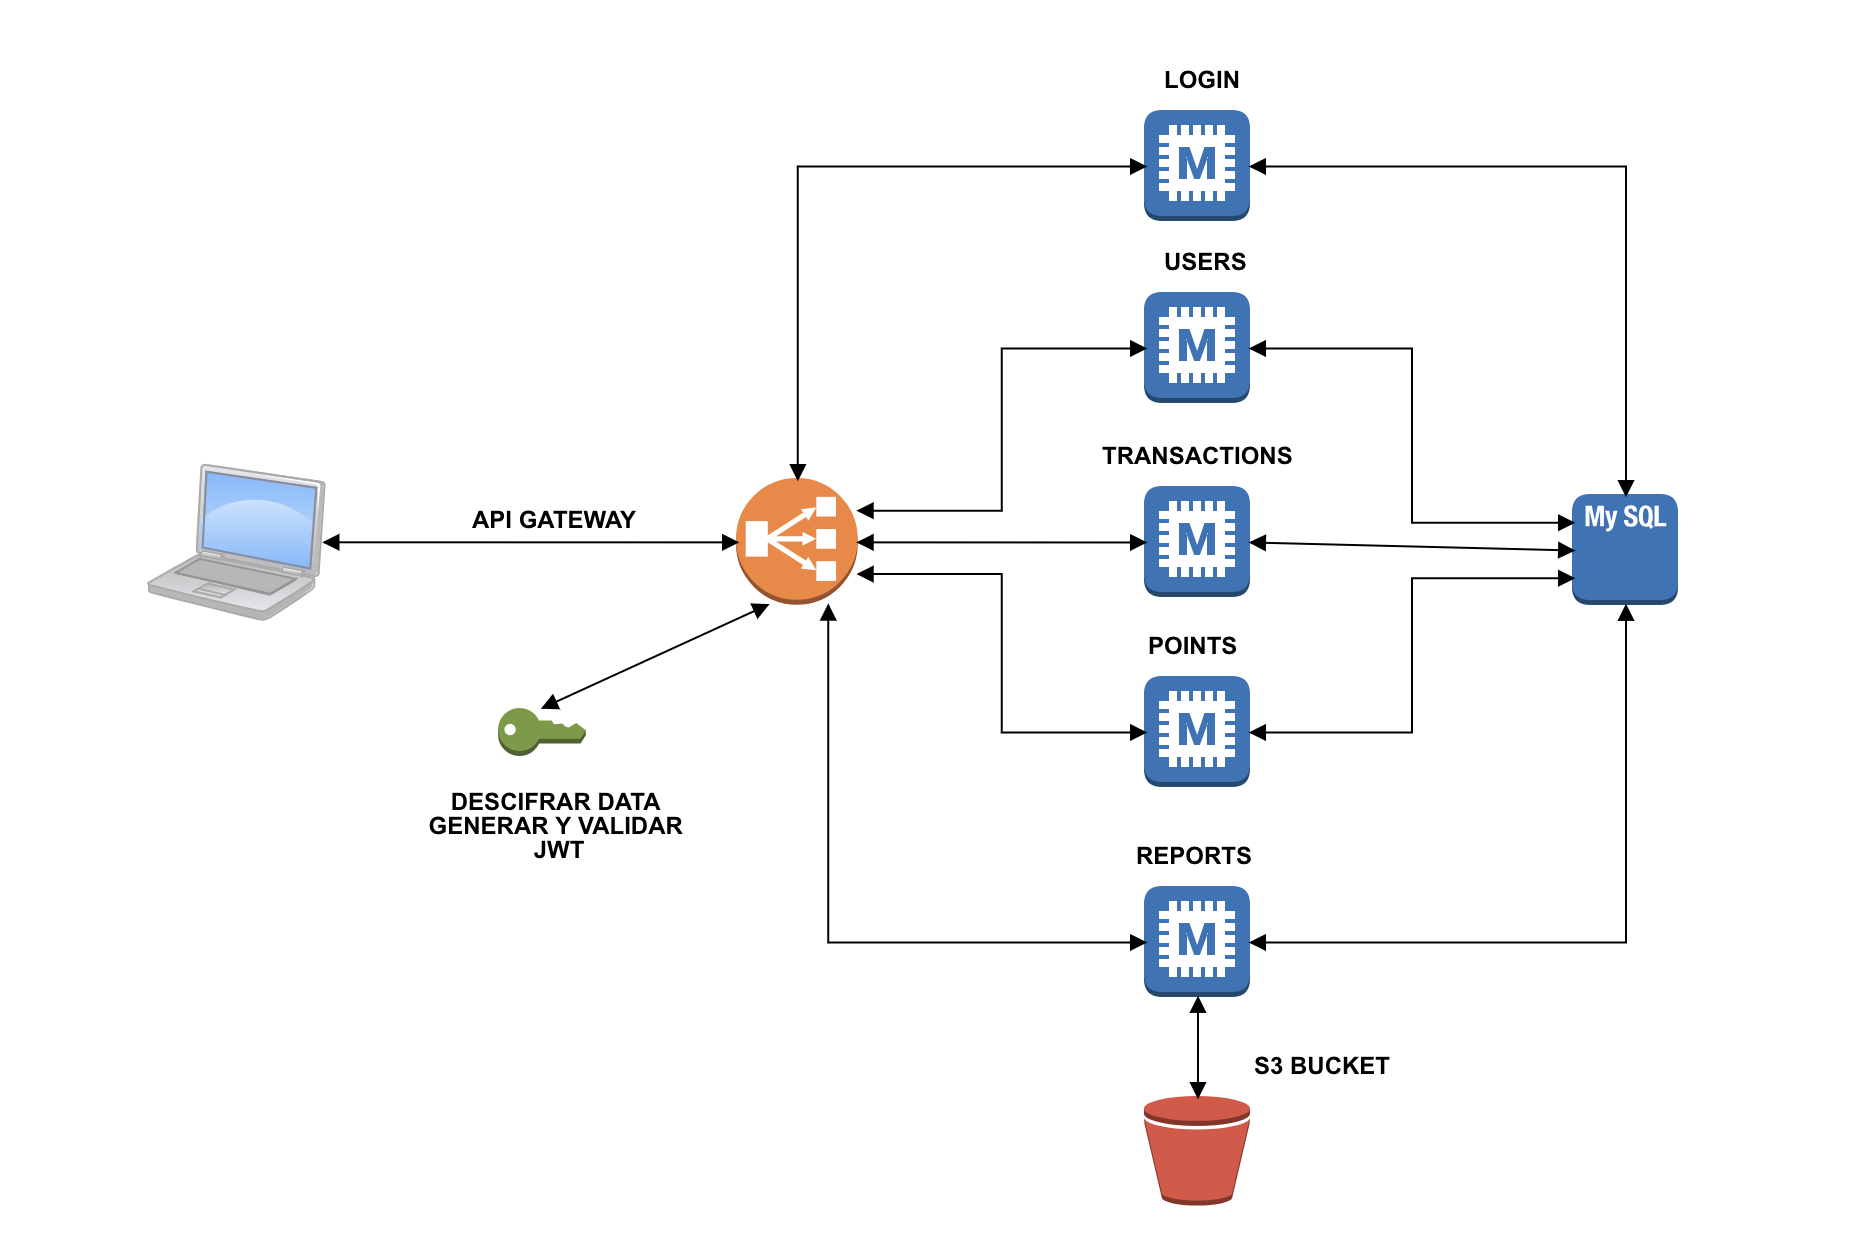 LOGIN
M
USERS
M
TRANSACTIONS
M
API GATEWAY
My SQL
POINTS
M
DESCIFRAR DATA
GENERAR Y VALIDAR
JWT
REPORTS
M
S3 BUCKET